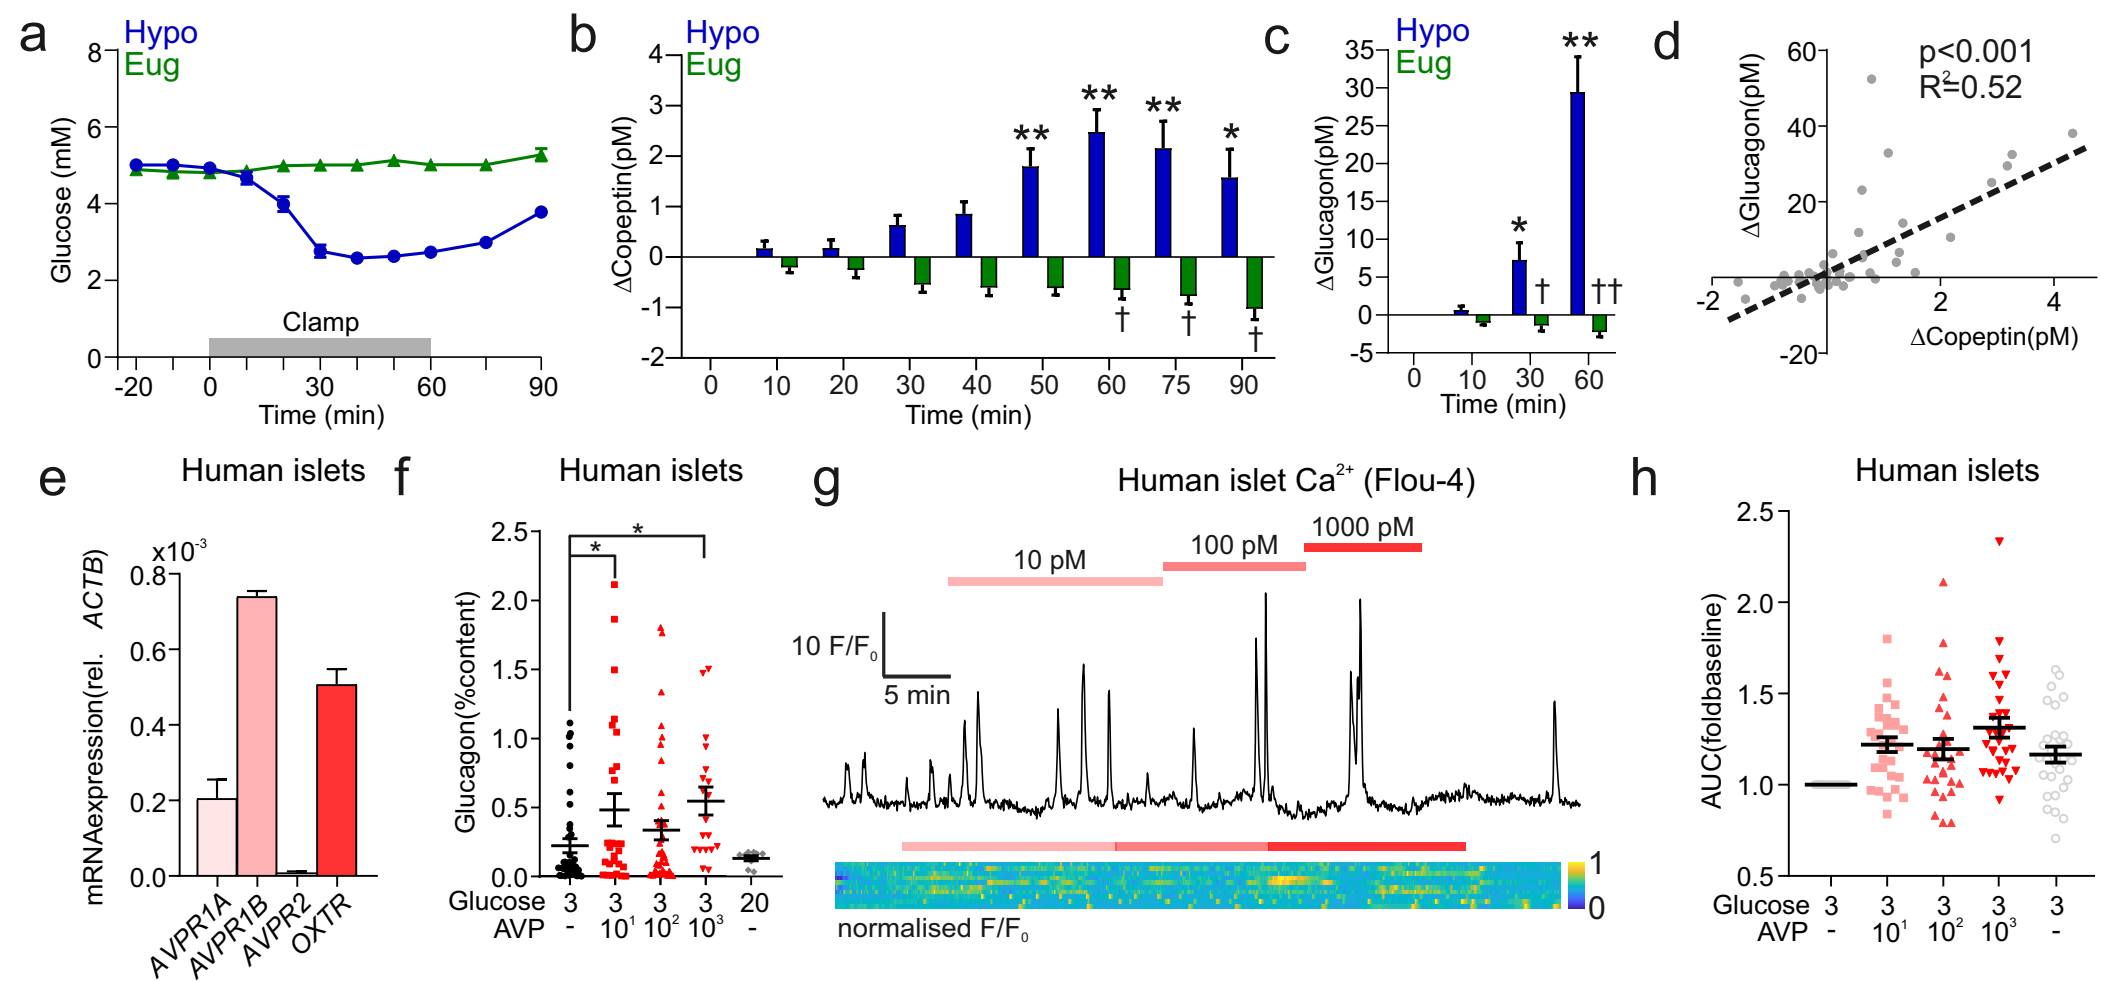 a
Hypo
Eug
8
6
4
2
0
Glucose (mM)
Clamp
-20 0 30 60 90
Time (min)
b
Hypo
Eug
4
3
2
1
0
-1
-2
ΔCopeptin(pM)
** ** ** *
† † †
0 10 20 30 40 50 60 75 90
Time (min)
c
Hypo
Eug
35
30
25
20
15
10
5
0
-5
ΔGlucagon(pM)
* **
† ††
0 10 30 60
Time (min)
d
p<0.001
R²=0.52
60
40
20
-20
ΔGlucagon(pM)
-2 2 4
ΔCopeptin(pM)
e
Human islets
x10⁻³
0.8
0.6
0.4
0.2
0.0
mRNAexpression(rel. ACTB)
AVPR1A
AVPR1B
AVPR2
OXTR
f
Human islets
2.5
2.0
1.5
1.0
0.5
0.0
Glucagon(%content)
*
*
Glucose 3 3 3 3 20
AVP - 10¹ 10² 10³ -
g
Human islet Ca²⁺ (Flou-4)
10 pM
100 pM
1000 pM
10 F/F₀
5 min
1
0
normalised F/F₀
h
Human islets
2.5
2.0
1.5
1.0
0.5
AUC(foldbaseline)
Glucose 3 3 3 3 3
AVP - 10¹ 10² 10³ -